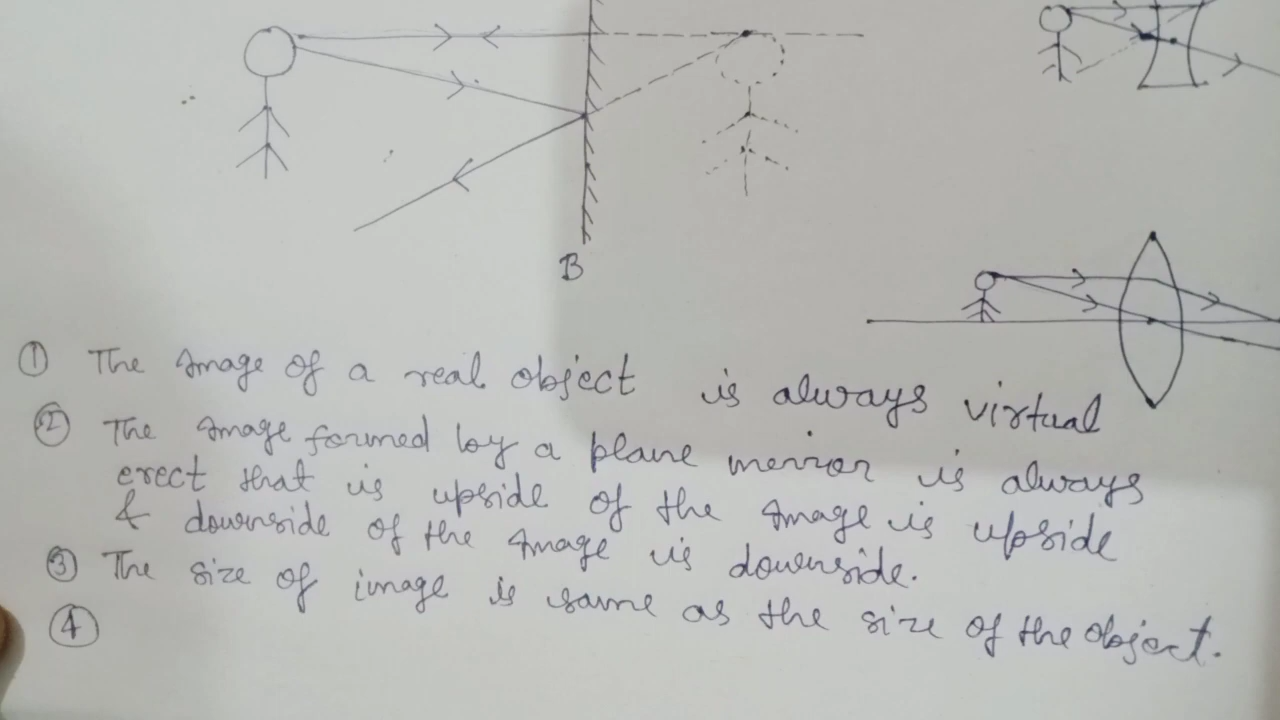 B
① The Image of a real object is always virtual
② The Image formed by a plane mirror is always
erect that is upside of the Image is upside
& downside of the Image is downside.
③ The size of image is same as the size of the object.
④